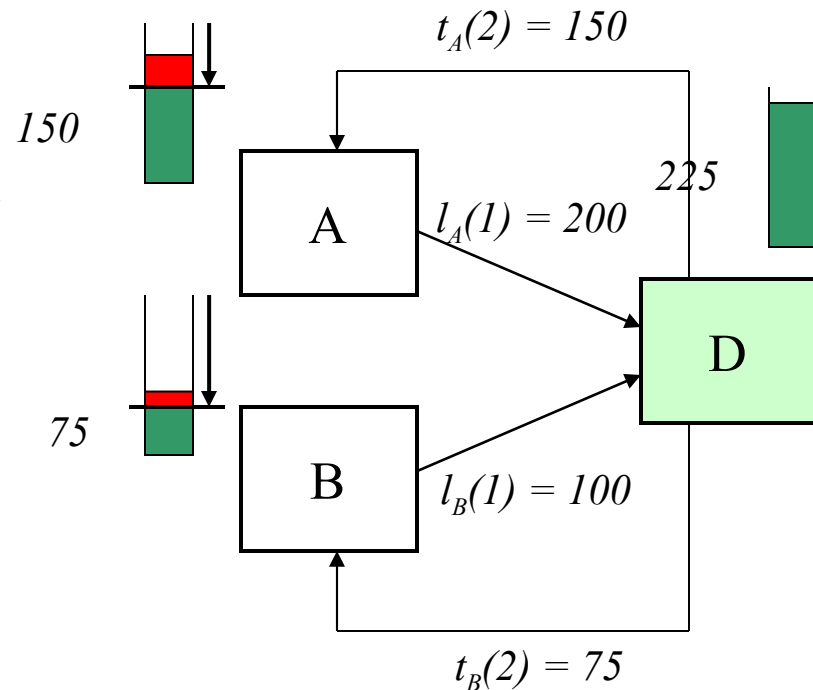 t_A(2) = 150
150
225
A
l_A(1) = 200
D
75
B
l_B(1) = 100
t_B(2) = 75